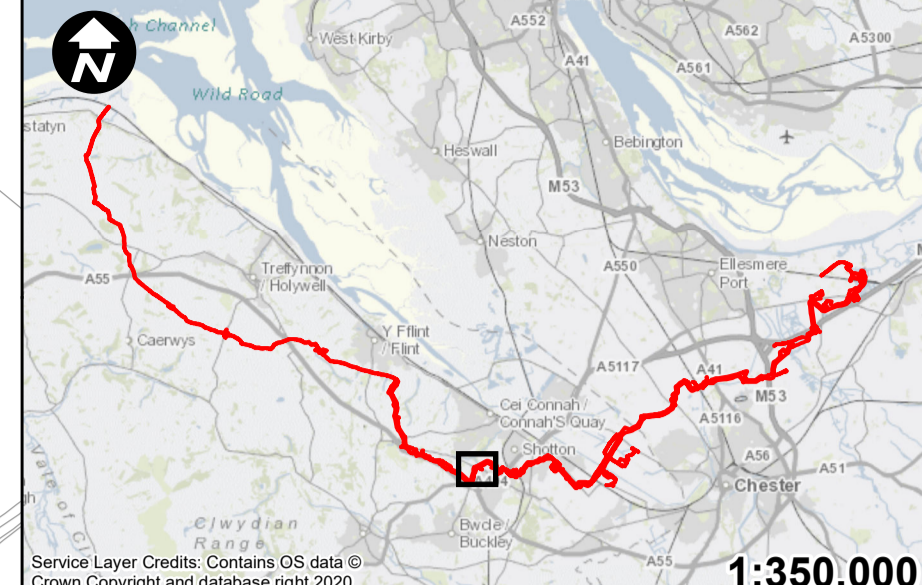 N
h Channel
West Kirby
A552
A562
A5300
A41
A561
Wild Road
statyn
Heswall
Bebington
M53
Neston
A550
Ellesmere
Port
Treffynnon
/ Holywell
A55
Y Fflint
/ Flint
Caerwys
A5117
A41
M53
Cei Connah /
Connah'S Quay
A5116
Shotton
A56
A51
Chester
gh
Clwydian
Range
Bwcle /
Buckley
A55
Service Layer Credits: Contains OS data ©
Crown Copyright and database right 2020
1:350,000